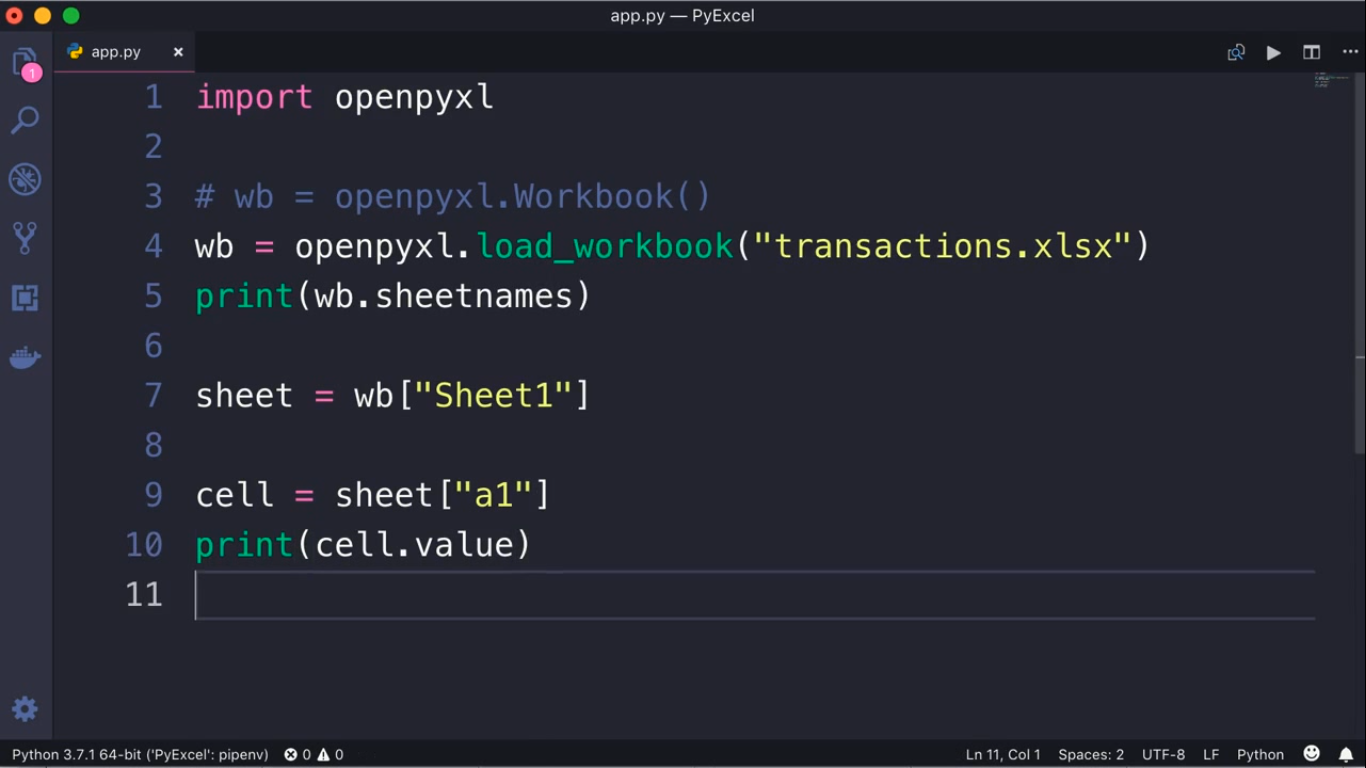 app.py — PyExcel
app.py
1
1 import openpyxl
2
3 # wb = openpyxl.Workbook()
4 wb = openpyxl.load_workbook("transactions.xlsx")
5 print(wb.sheetnames)
6
7 sheet = wb["Sheet1"]
8
9 cell = sheet["a1"]
10 print(cell.value)
11
Python 3.7.1 64-bit ('PyExcel': pipenv) 0 0 Ln 11, Col 1 Spaces: 2 UTF-8 LF Python